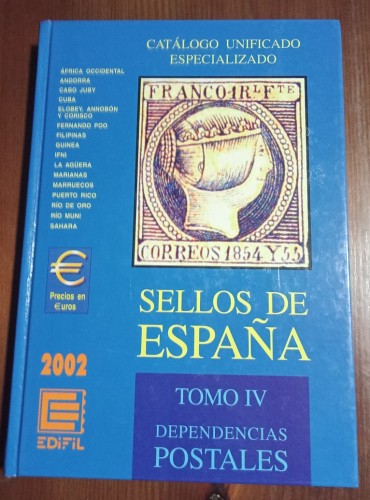 CATÁLOGO UNIFICADO
ESPECIALIZADO
ÁFRICA OCCIDENTAL
ANDORRA
CABO JUBY
CUBA
ELOBEY, ANNOBÓN
Y CORISCO
FERNANDO POO
FILIPINAS
GUINEA
IFNI
LA AGÜERA
MARIANAS
MARRUECOS
PUERTO RICO
RÍO DE ORO
RÍO MUNI
SAHARA
FRANCO 1R L FTE
CORREOS 1854 Y 55
€
Precios en
€uros
SELLOS DE
ESPAÑA
2002
EDIFIL
TOMO IV
DEPENDENCIAS
POSTALES